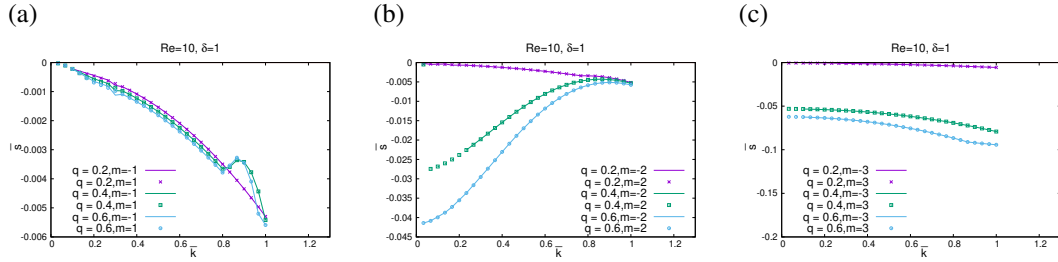 (a)
Re=10, δ=1
0
-0.001
-0.002
-0.003
-0.004
-0.005
-0.006
s̅
q = 0.2,m=-1
q = 0.2,m=1
q = 0.4,m=-1
q = 0.4,m=1
q = 0.6,m=-1
q = 0.6,m=1
0 0.2 0.4 0.6 0.8 1 1.2
k̅
(b)
Re=10, δ=1
0
-0.005
-0.01
-0.015
-0.02
-0.025
-0.03
-0.035
-0.04
-0.045
s̅
q = 0.2,m=-2
q = 0.2,m=2
q = 0.4,m=-2
q = 0.4,m=2
q = 0.6,m=-2
q = 0.6,m=2
0 0.2 0.4 0.6 0.8 1 1.2
k̅
(c)
Re=10, δ=1
0
-0.05
-0.1
-0.15
-0.2
s̅
q = 0.2,m=-3
q = 0.2,m=3
q = 0.4,m=-3
q = 0.4,m=3
q = 0.6,m=-3
q = 0.6,m=3
0 0.2 0.4 0.6 0.8 1 1.2
k̅